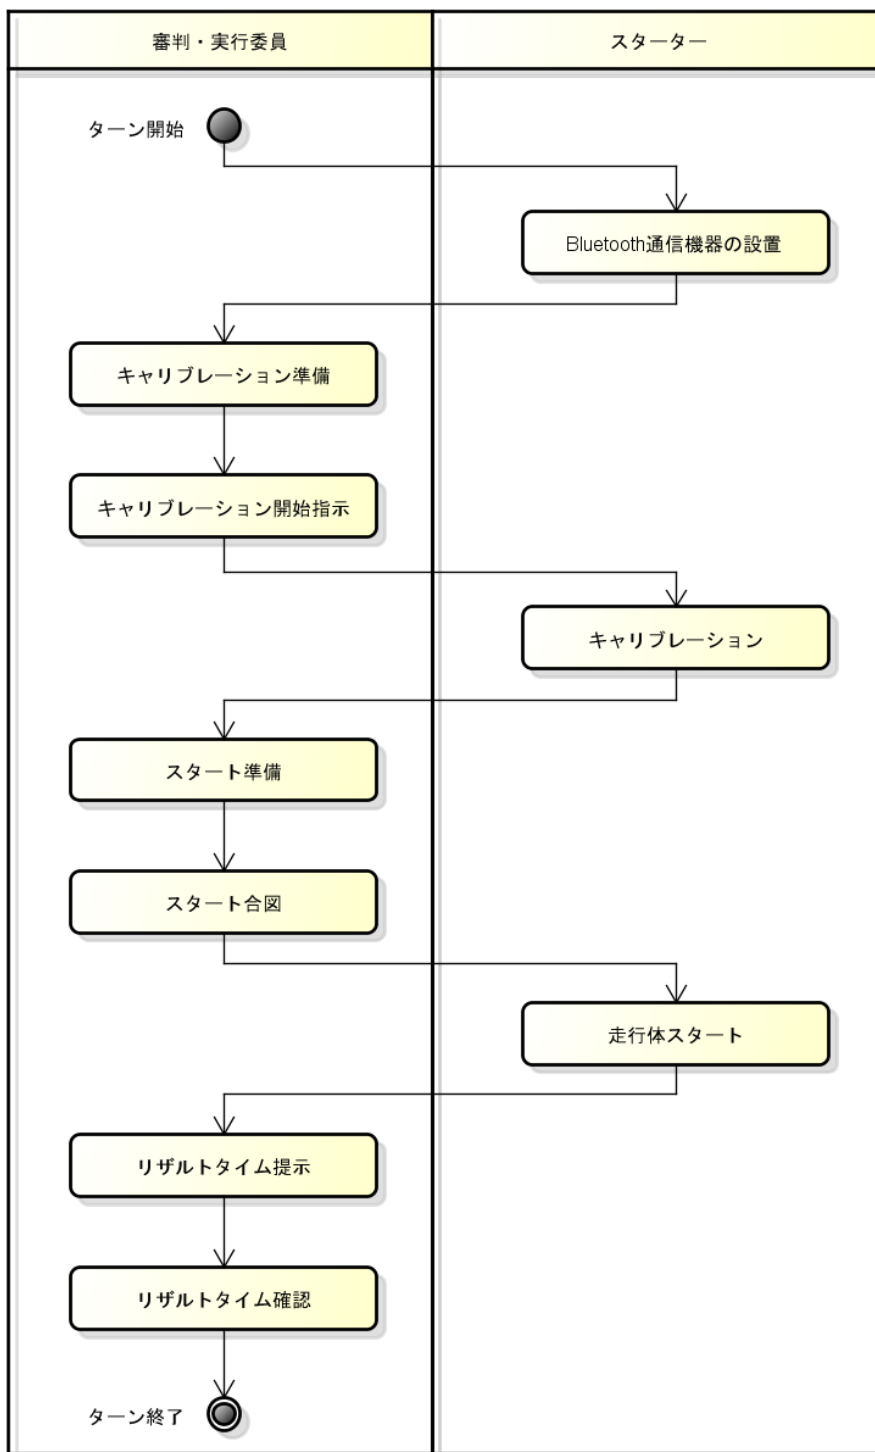 審判・実行委員
スターター
ターン開始
Bluetooth通信機器の設置
キャリブレーション準備
キャリブレーション開始指示
キャリブレーション
スタート準備
スタート合図
走行体スタート
リザルトタイム提示
リザルトタイム確認
ターン終了